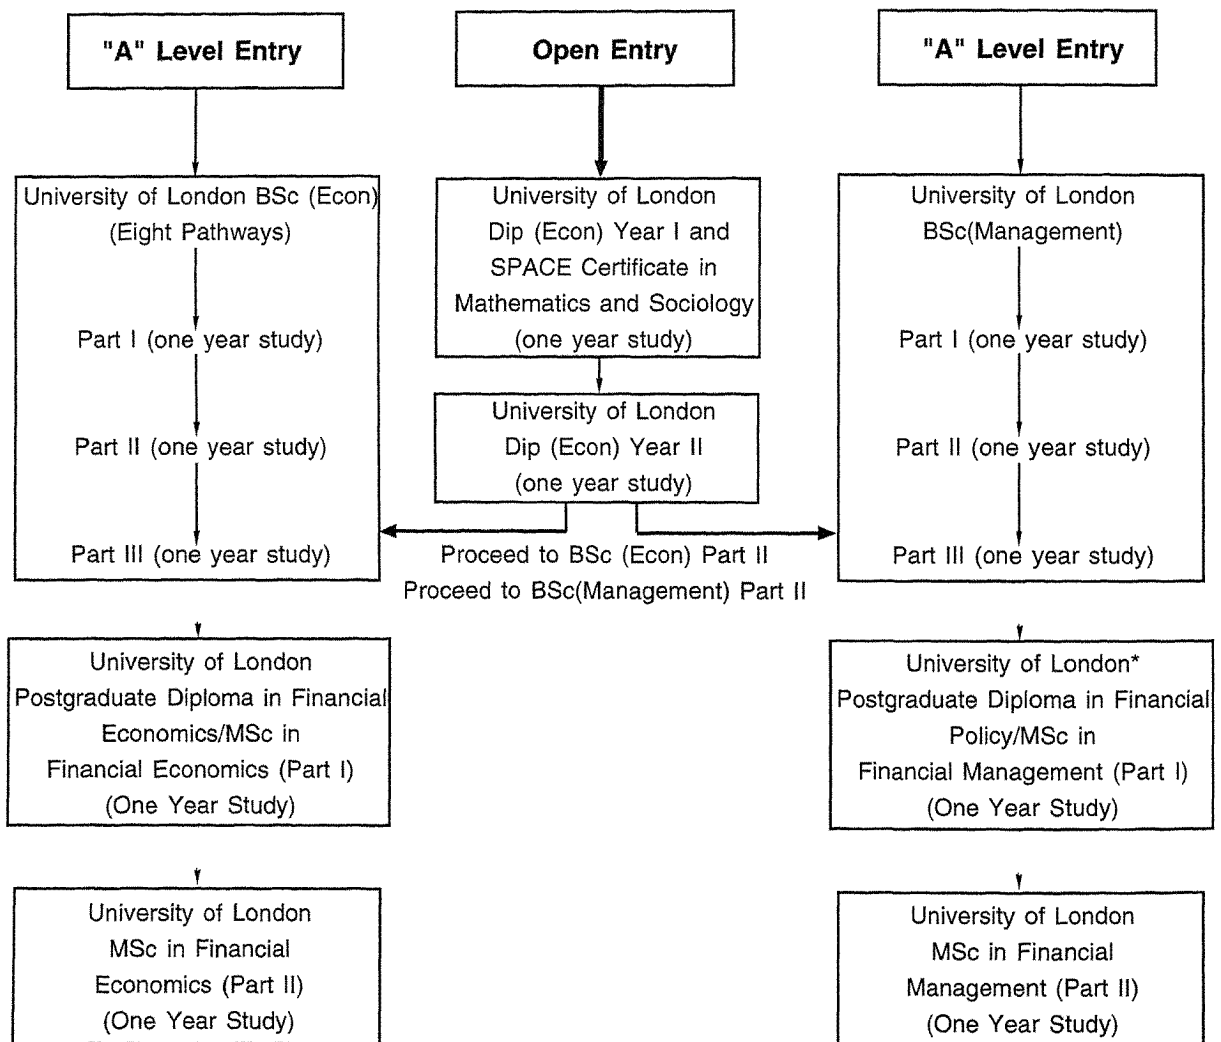 "A" Level Entry
Open Entry
"A" Level Entry
University of London BSc (Econ)
(Eight Pathways)
Part I (one year study)
Part II (one year study)
Part III (one year study)
University of London
Dip (Econ) Year I and
SPACE Certificate in
Mathematics and Sociology
(one year study)
University of London
Dip (Econ) Year II
(one year study)
Proceed to BSc (Econ) Part II
Proceed to BSc(Management) Part II
University of London
BSc(Management)
Part I (one year study)
Part II (one year study)
Part III (one year study)
University of London
Postgraduate Diploma in Financial
Economics/MSc in
Financial Economics (Part I)
(One Year Study)
University of London*
Postgraduate Diploma in Financial
Policy/MSc in
Financial Management (Part I)
(One Year Study)
University of London
MSc in Financial
Economics (Part II)
(One Year Study)
University of London
MSc in Financial
Management (Part II)
(One Year Study)